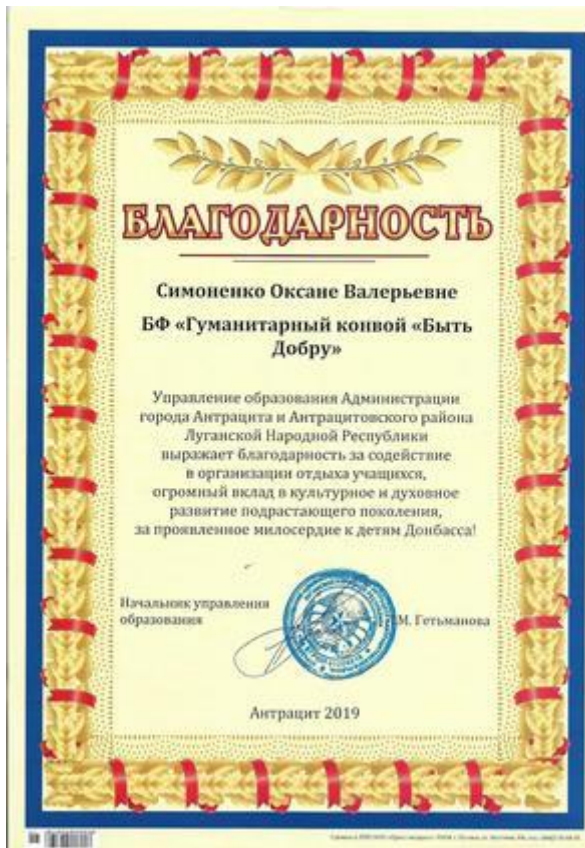 БЛАГОДАРНОСТЬ
Симоненко Оксане Валерьевне
БФ «Гуманитарный конвой «Быть
Добру»
Управление образования Администрации
города Антрацита и Антрацитовского района
Луганской Народной Республики
выражает благодарность за содействие
в организации отдыха учащихся,
огромный вклад в культурное и духовное
развитие подрастающего поколения,
за проявленное милосердие к детям Донбасса!
Начальник управления
образования
М. Гетьманова
Антрацит 2019